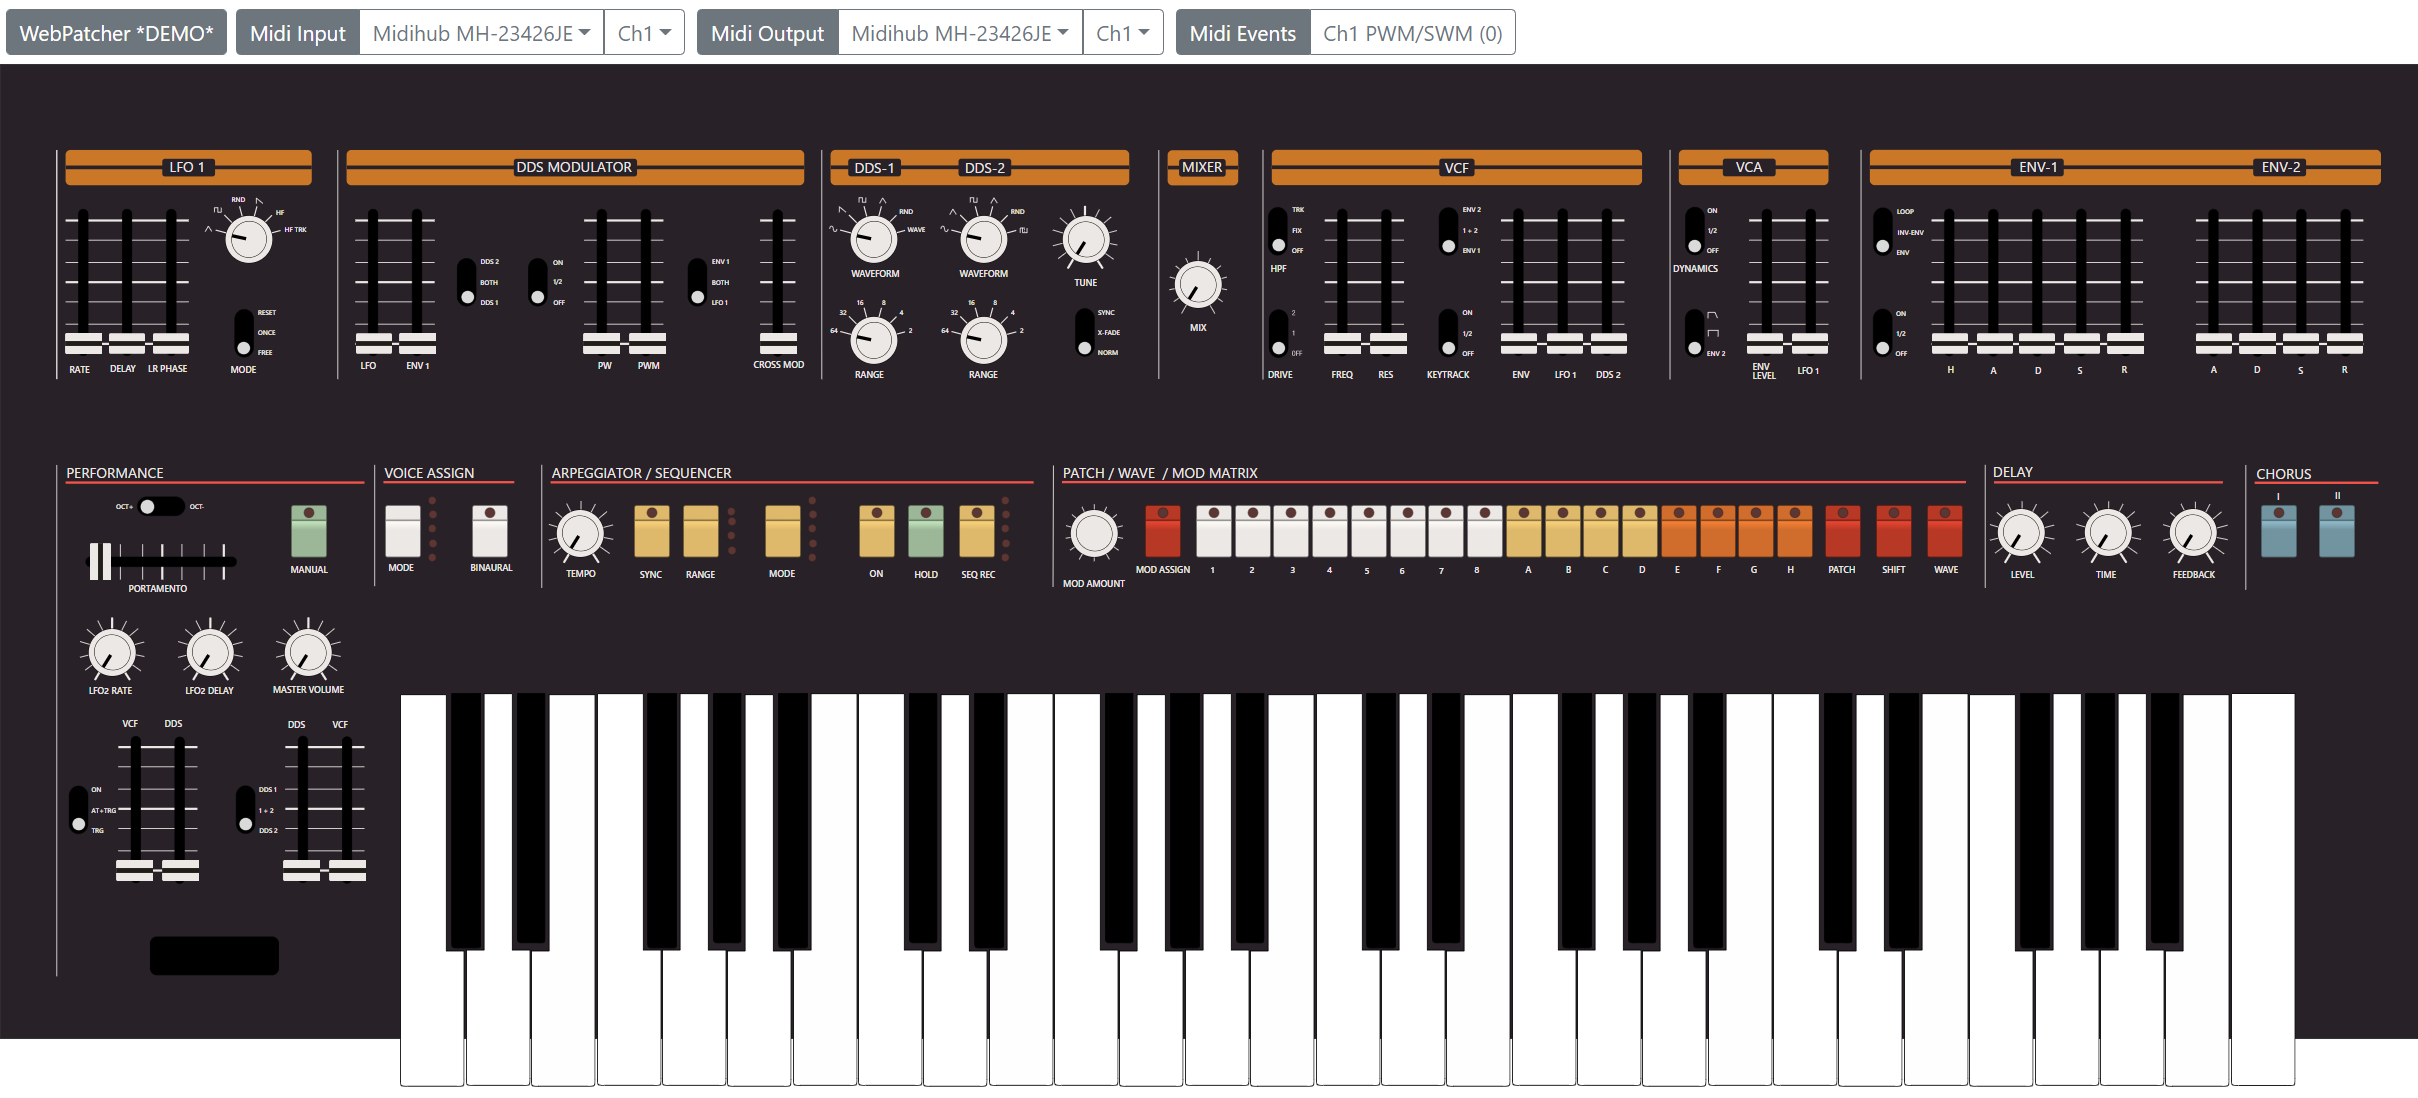 WebPatcher *DEMO* Midi Input Midihub MH-23426JE Ch1 Midi Output Midihub MH-23426JE Ch1 Midi Events Ch1 PWM/SWM (0)
LFO 1 DDS MODULATOR DDS-1 DDS-2 MIXER VCF VCA ENV-1 ENV-2
RND
HF
HF TRK
RESET
ONCE
FREE
RATE DELAY LR PHASE MODE
DDS 2
BOTH
DDS 1
ON
1/2
OFF
ENV 1
BOTH
LFO 1
LFO ENV 1 PW PWM CROSS MOD
RND
WAVE
WAVEFORM
RND
WAVEFORM
TUNE
64 32 16 8 4 2
RANGE
64 32 16 8 4 2
RANGE
SYNC
X-FADE
NORM
MIX
TRK
FIX
OFF
HPF
2
1
OFF
DRIVE
FREQ RES
ENV 2
1 + 2
ENV 1
ON
1/2
OFF
KEYTRACK
ENV LFO 1 DDS 2
ON
1/2
OFF
DYNAMICS
ENV 2
ENV
LEVEL
LFO 1
LOOP
INV-ENV
ENV
ON
1/2
OFF
H A D S R
A D S R
PERFORMANCE VOICE ASSIGN ARPEGGIATOR / SEQUENCER PATCH / WAVE / MOD MATRIX DELAY CHORUS
OCT+ OCT-
PORTAMENTO
MANUAL
MODE BINAURAL
TEMPO SYNC RANGE MODE ON HOLD SEQ REC
MOD AMOUNT MOD ASSIGN 1 2 3 4 5 6 7 8 A B C D E F G H PATCH SHIFT WAVE
LEVEL TIME FEEDBACK
I II
LFO2 RATE LFO2 DELAY MASTER VOLUME
VCF DDS DDS VCF
ON
AT+TRG
TRG
DDS 1
1 + 2
DDS 2